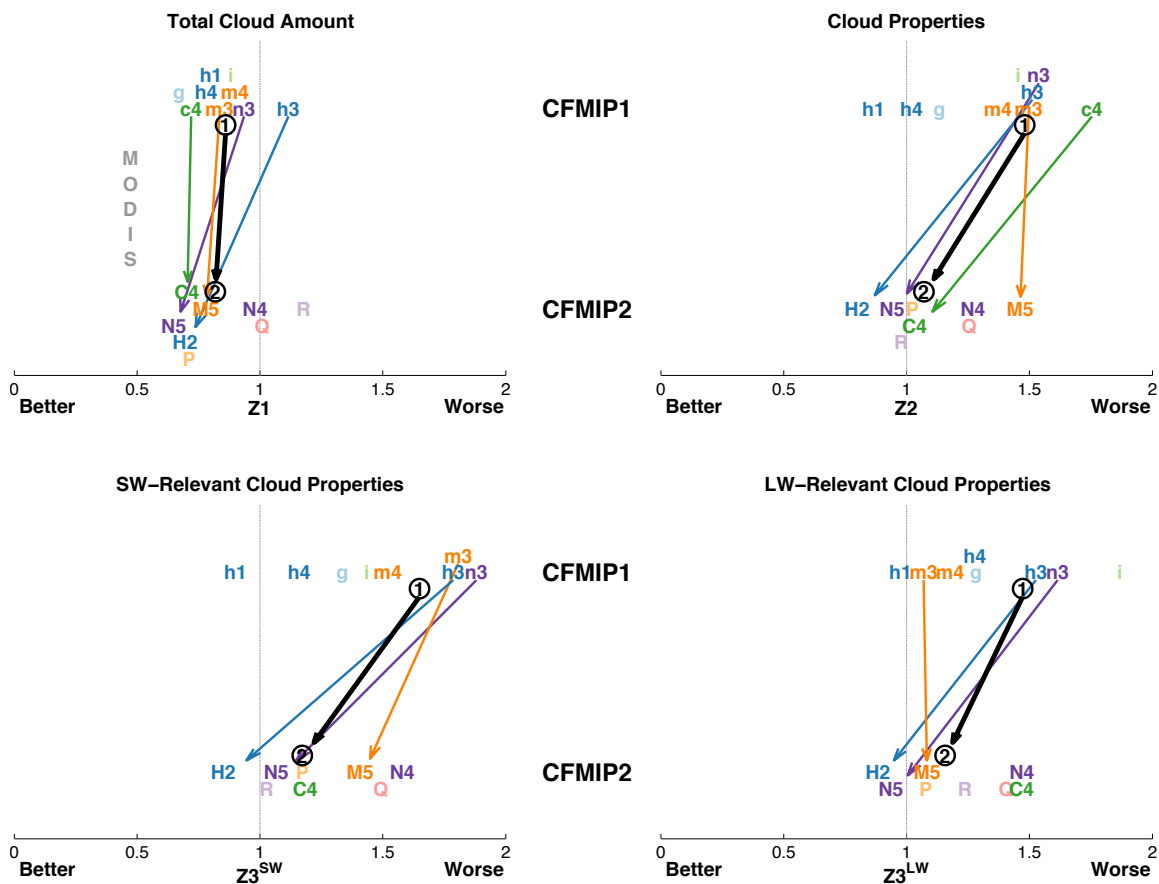 Total Cloud Amount
h1 i
g h4 m4
c4 m3 n3 h3
1
M
O
D
I
S
C4 2
M5 N4 R
N5 Q
H2
P
0 0.5 1 1.5 2
Better Z1 Worse
CFMIP1
CFMIP2
Cloud Properties
i n3
h3
h1 h4 g m4 m3 c4
1
2
H2 N5 P N4 M5
C4 Q
R
0 0.5 1 1.5 2
Better Z2 Worse
SW–Relevant Cloud Properties
m3
h1 h4 g i m4 h3 n3
1
2
H2 N5 P M5 N4
R C4 Q
0 0.5 1 1.5 2
Better Z3SW Worse
CFMIP1
CFMIP2
LW–Relevant Cloud Properties
h4
h1 m3 m4 g h3 n3 i
1
2
H2 M5 N4
N5 P R Q C4
0 0.5 1 1.5 2
Better Z3LW Worse